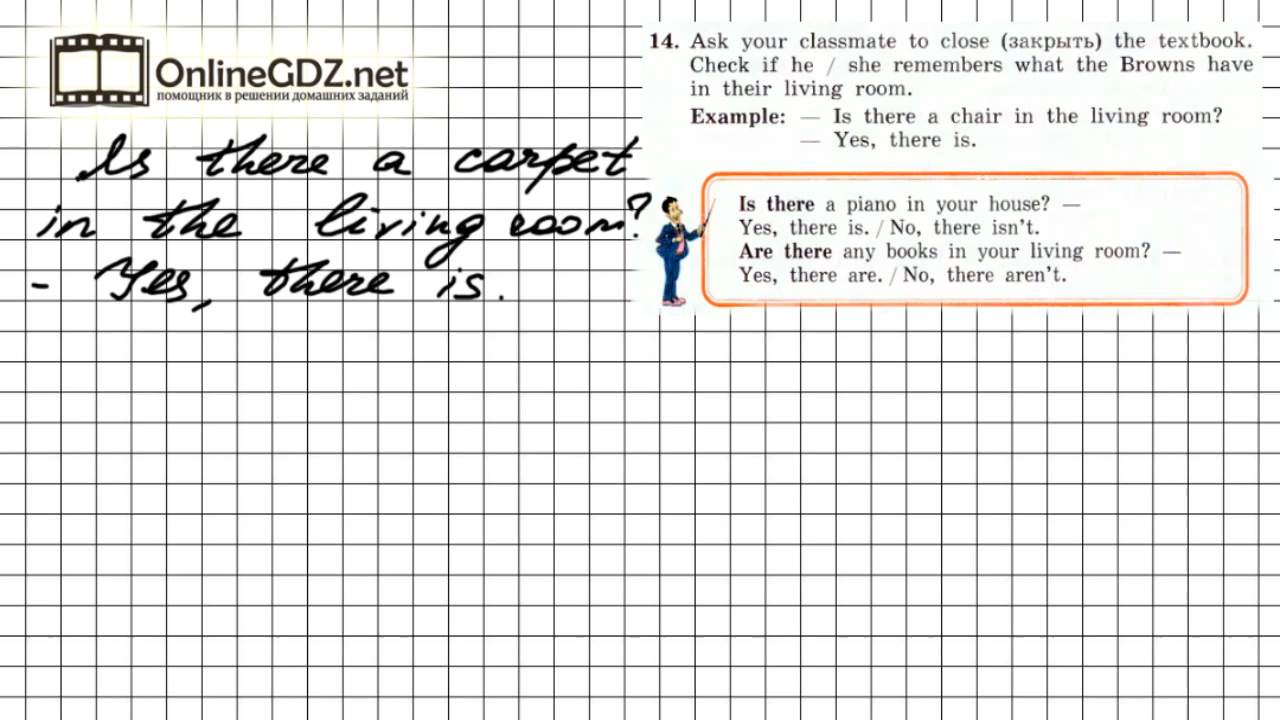 OnlineGDZ.net
помощник в решении домашних заданий
Is there a carpet
in the living room?
- Yes, there is.
14. Ask your classmate to close (закрыть) the textbook.
Check if he / she remembers what the Browns have
in their living room.
Example: — Is there a chair in the living room?
— Yes, there is.
Is there a piano in your house? —
Yes, there is. / No, there isn't.
Are there any books in your living room? —
Yes, there are. / No, there aren't.